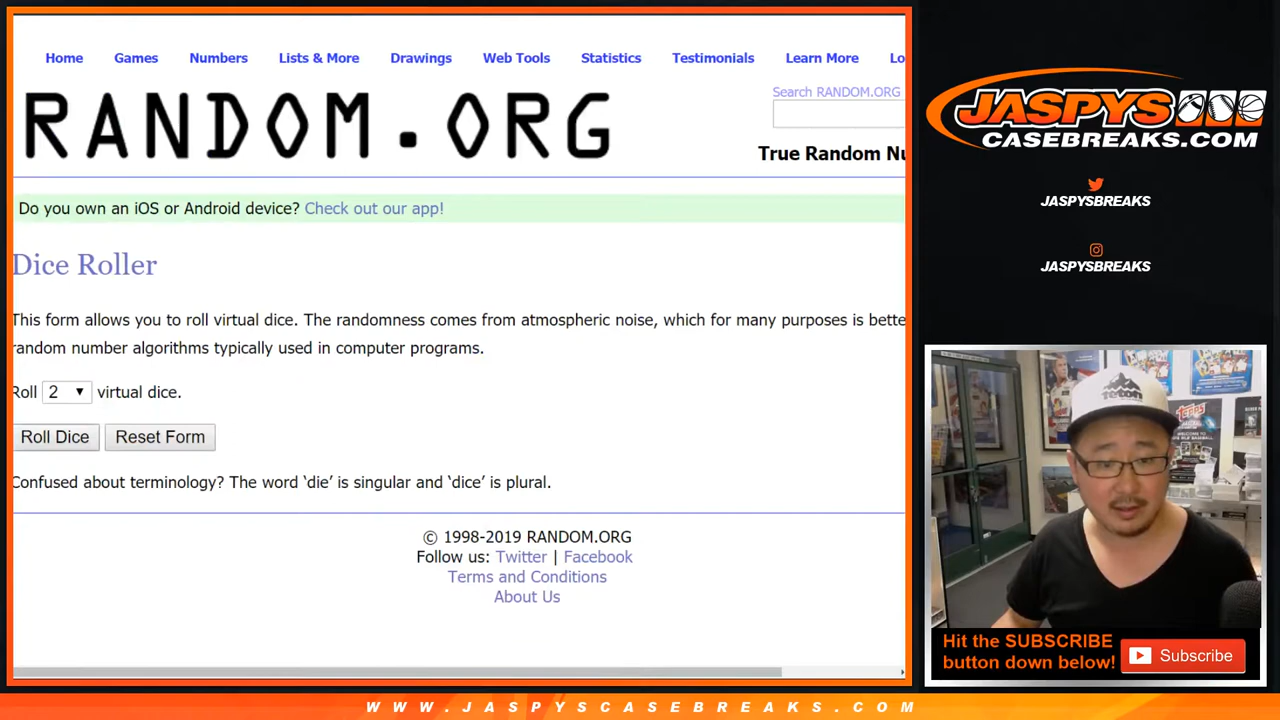 Home Games Numbers Lists & More Drawings Web Tools Statistics Testimonials Learn More Lo
RANDOM.ORG
Search RANDOM.ORG
True Random Nu
Do you own an iOS or Android device? Check out our app!
Dice Roller
This form allows you to roll virtual dice. The randomness comes from atmospheric noise, which for many purposes is bette
random number algorithms typically used in computer programs.
Roll 2 virtual dice.
Roll Dice Reset Form
Confused about terminology? The word ‘die’ is singular and ‘dice’ is plural.
© 1998-2019 RANDOM.ORG
Follow us: Twitter | Facebook
Terms and Conditions
About Us
JASPYS
CASEBREAKS.COM
JASPYSBREAKS
JASPYSBREAKS
teton
TOPPS
Hit the SUBSCRIBE
button down below!
Subscribe
WWW.JASPYSCASEBREAKS.COM